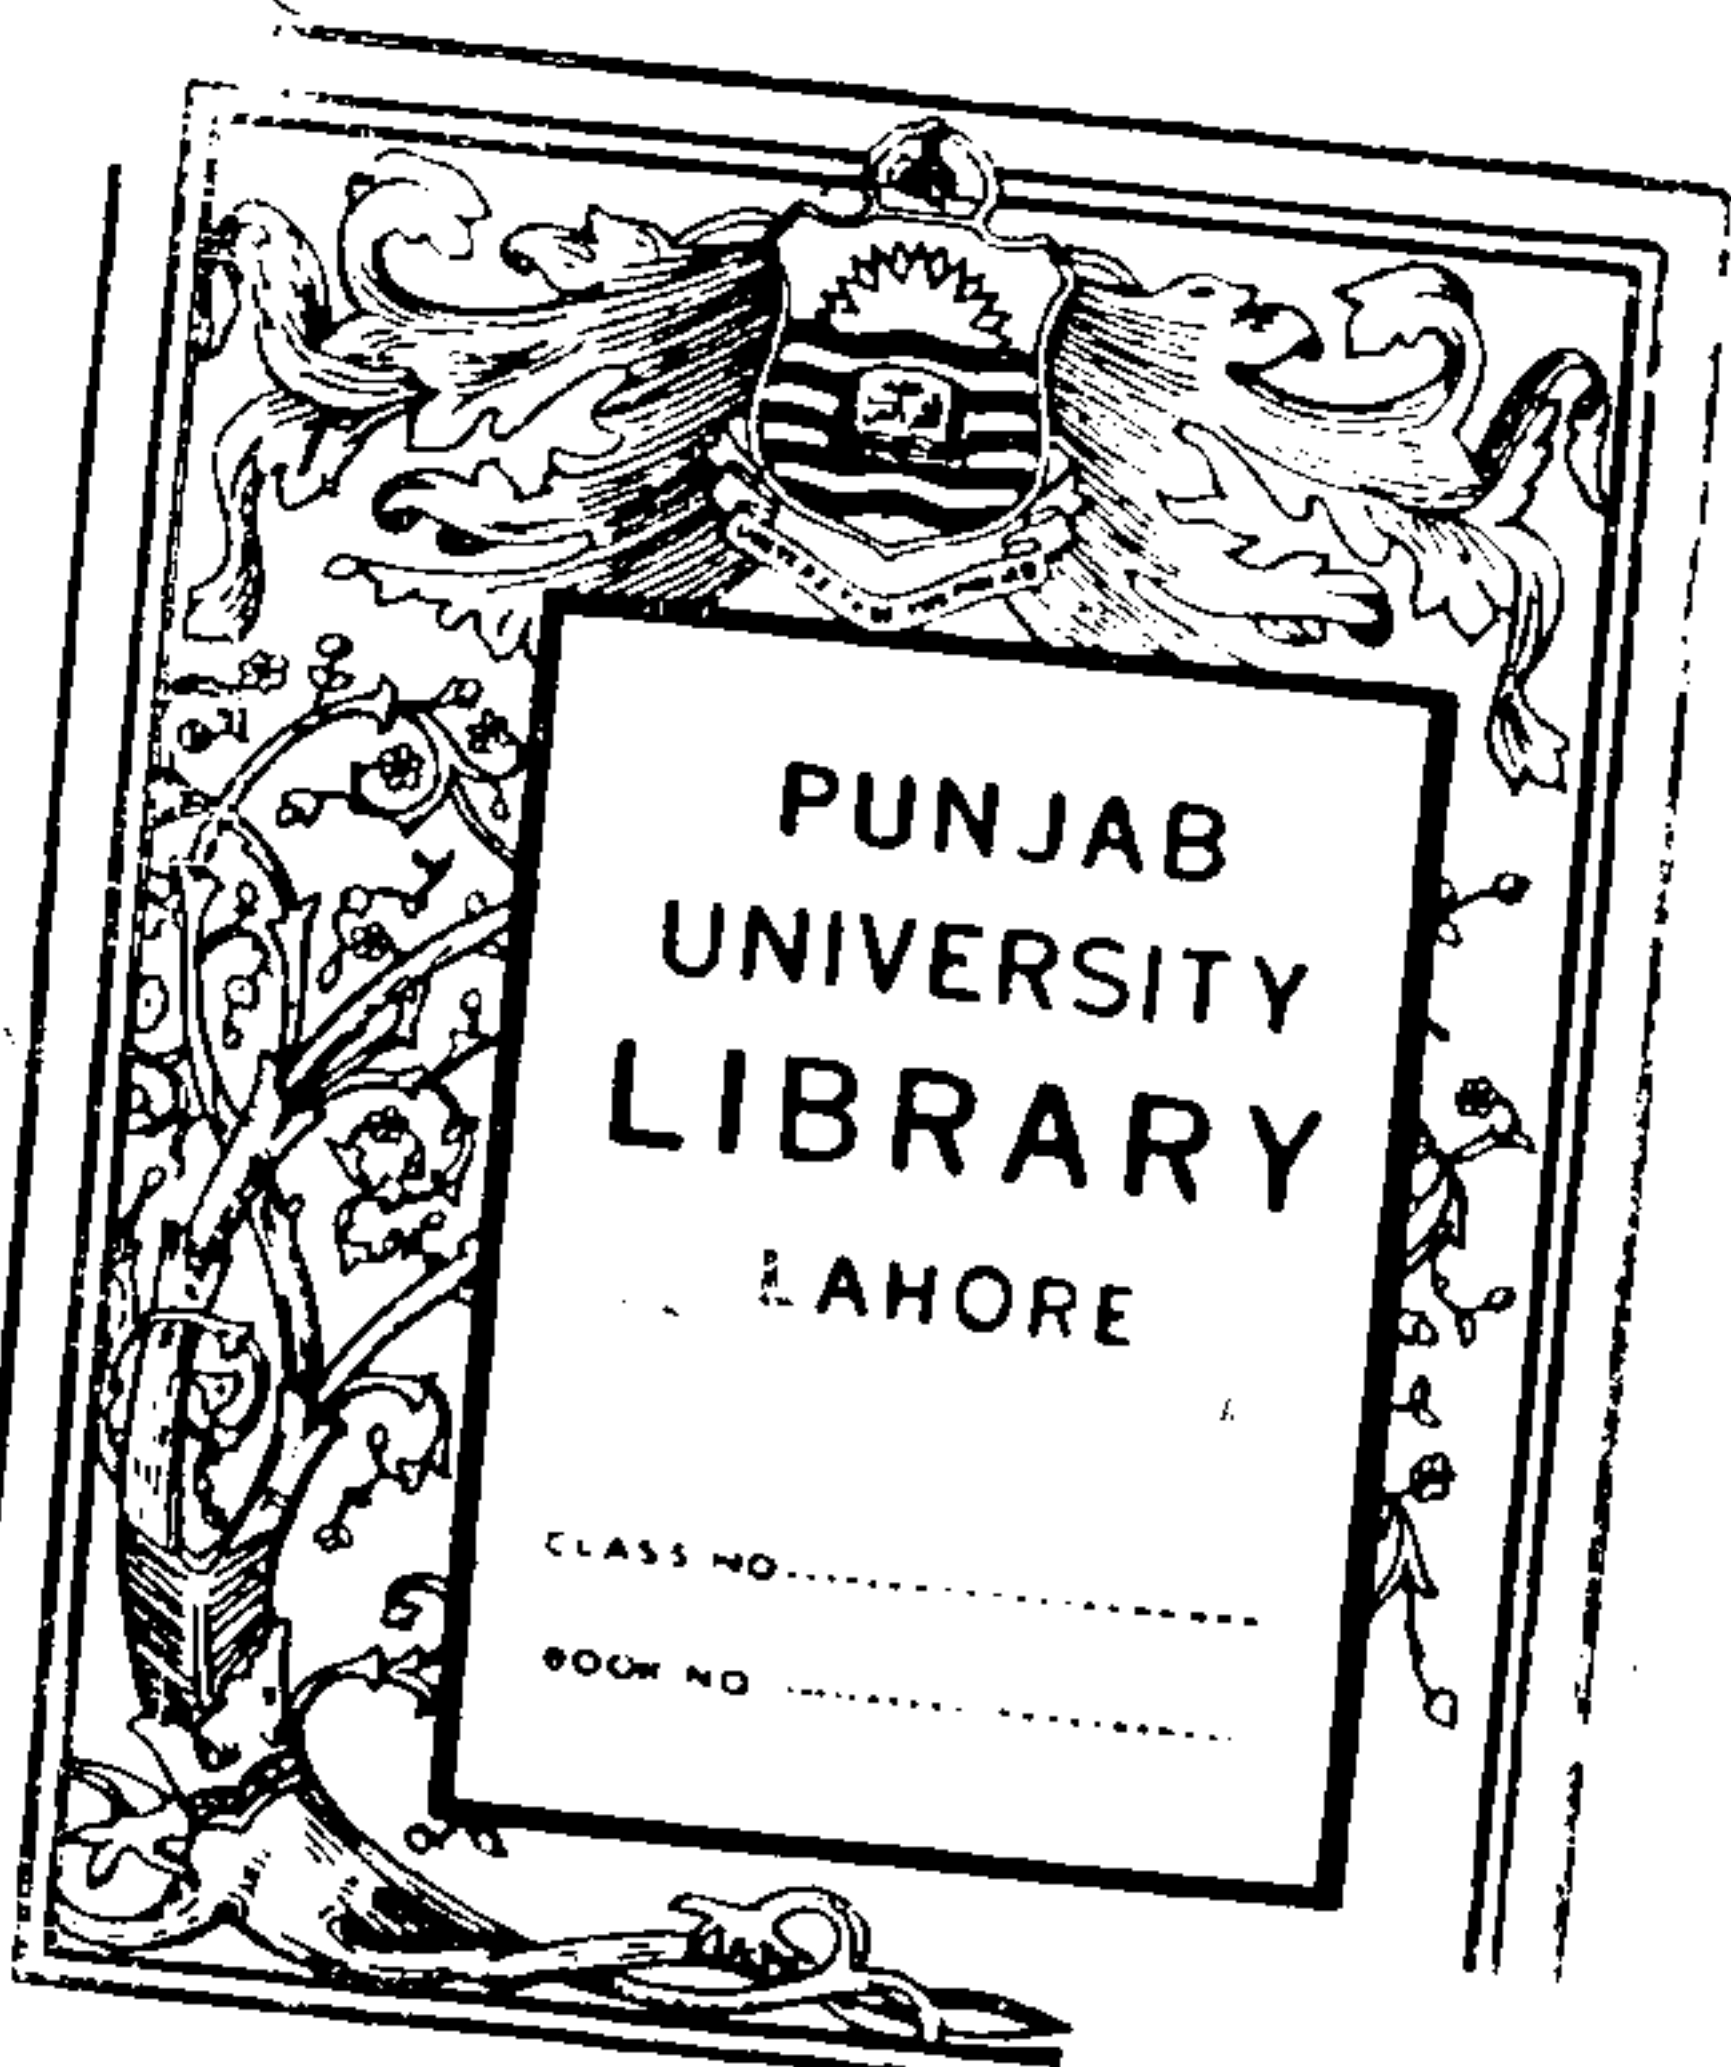 PUNJAB
UNIVERSITY
LIBRARY
LAHORE
CLASS NO..............................
BOOK NO ..............................